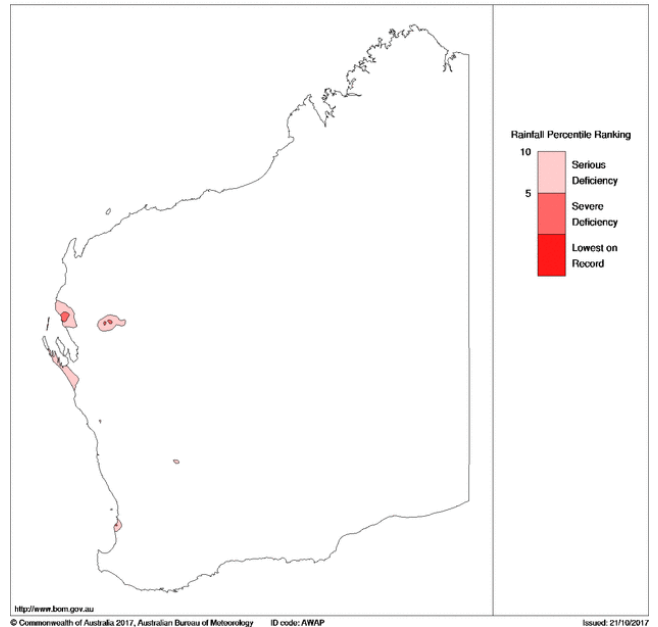 Rainfall Percentile Ranking
10
Serious
Deficiency
5
Severe
Deficiency
Lowest on
Record
http://www.bom.gov.au
© Commonwealth of Australia 2017, Australian Bureau of Meteorology ID code: AWAP Issued: 21/10/2017